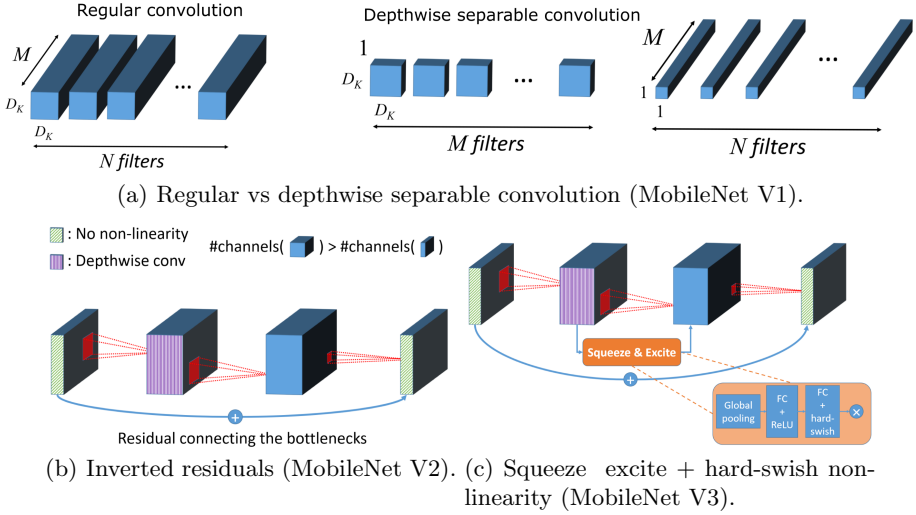 Regular convolution
M
D_K
D_K
...
N filters
Depthwise separable convolution
1
D_K
D_K
...
M filters
M
1
1
...
N filters
(a) Regular vs depthwise separable convolution (MobileNet V1).
: No non-linearity
: Depthwise conv
#channels( ) > #channels( )
+
Residual connecting the bottlenecks
(b) Inverted residuals (MobileNet V2).
Squeeze & Excite
+
Global
pooling
FC
+
ReLU
FC
+
hard-
swish
×
(c) Squeeze excite + hard-swish non-
linearity (MobileNet V3).